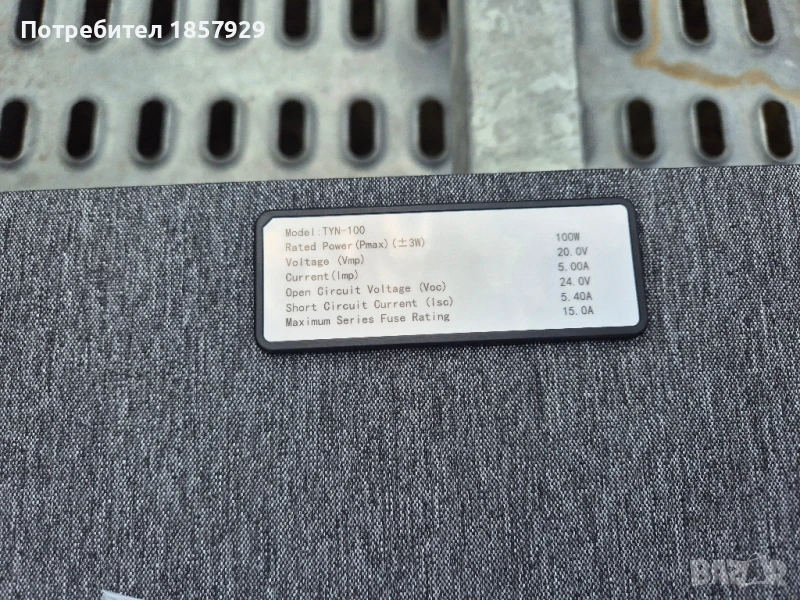 Потребител 1857929
Model:TYN-100
Rated Power(Pmax)(±3W) 100W
Voltage (Vmp) 20.0V
Current(Imp) 5.00A
Open Circuit Voltage (Voc) 24.0V
Short Circuit Current (Isc) 5.40A
Maximum Series Fuse Rating 15.0A